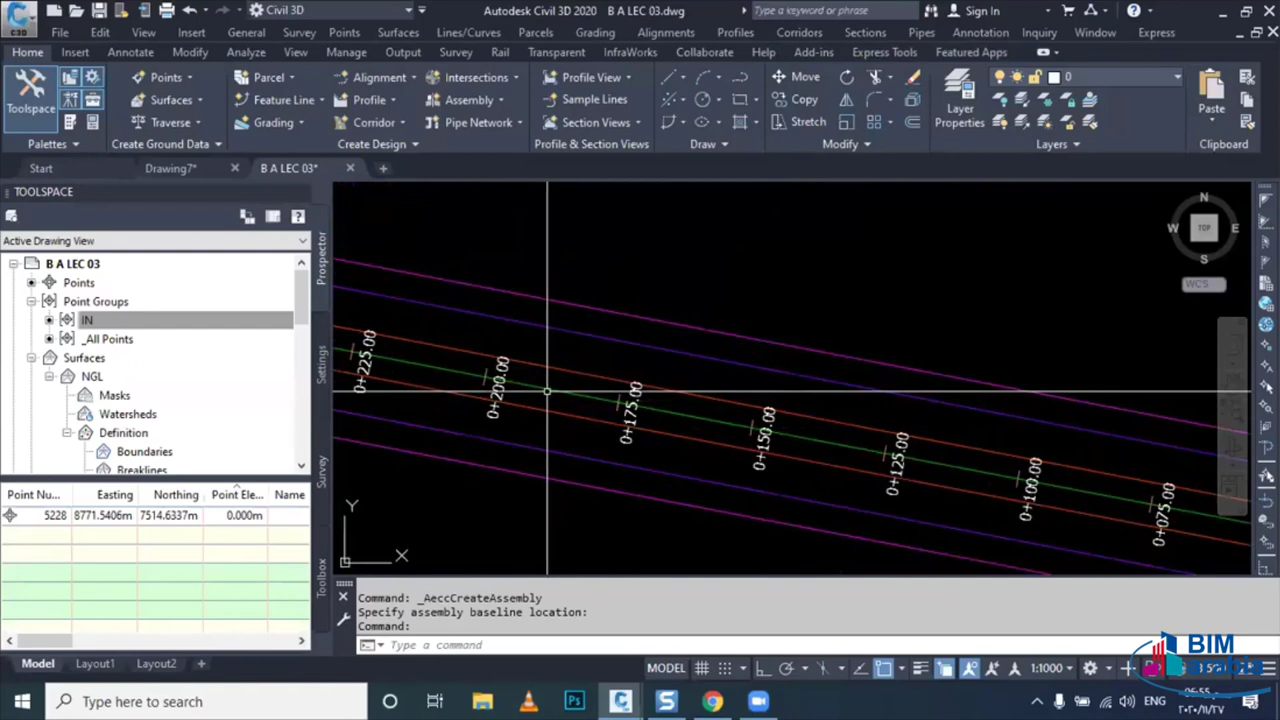 Civil 3D
Autodesk Civil 3D 2020 B A LEC 03.dwg
Type a keyword or phrase
Sign In
File Edit View Insert General Survey Points Surfaces Lines/Curves Parcels Grading Alignments Profiles Corridors Sections Pipes Annotation Inquiry Window Express
Home Insert Annotate Modify Analyze View Manage Output Survey Rail Transparent InfraWorks Collaborate Help Add-ins Express Tools Featured Apps
C3D
Toolspace
Palettes
Points
Surfaces
Traverse
Create Ground Data
Parcel
Feature Line
Grading
Alignment
Profile
Corridor
Intersections
Assembly
Pipe Network
Create Design
Profile View
Sample Lines
Section Views
Profile & Section Views
Draw
Move
Copy
Stretch
Modify
Layer
Properties
0
Layers
Paste
Clipboard
Start
Drawing7*
B A LEC 03*
TOOLSPACE
Active Drawing View
B A LEC 03
Points
Point Groups
IN
_All Points
Surfaces
NGL
Masks
Watersheds
Definition
Boundaries
Breaklines
Prospector
Settings
Survey
Toolbox
Point Nu... Easting Northing Point Ele... Name
5228 8771.5406m 7514.6337m 0.000m
0+225.00
0+200.00
0+175.00
0+150.00
0+125.00
0+100.00
0+075.00
N
W TOP E
S
WCS
Y
X
Command: _AeccCreateAssembly
Specify assembly baseline location:
Command:
Type a command
Model Layout1 Layout2
MODEL
1:1000
BIM
arabia
Type here to search
Ps
ENG